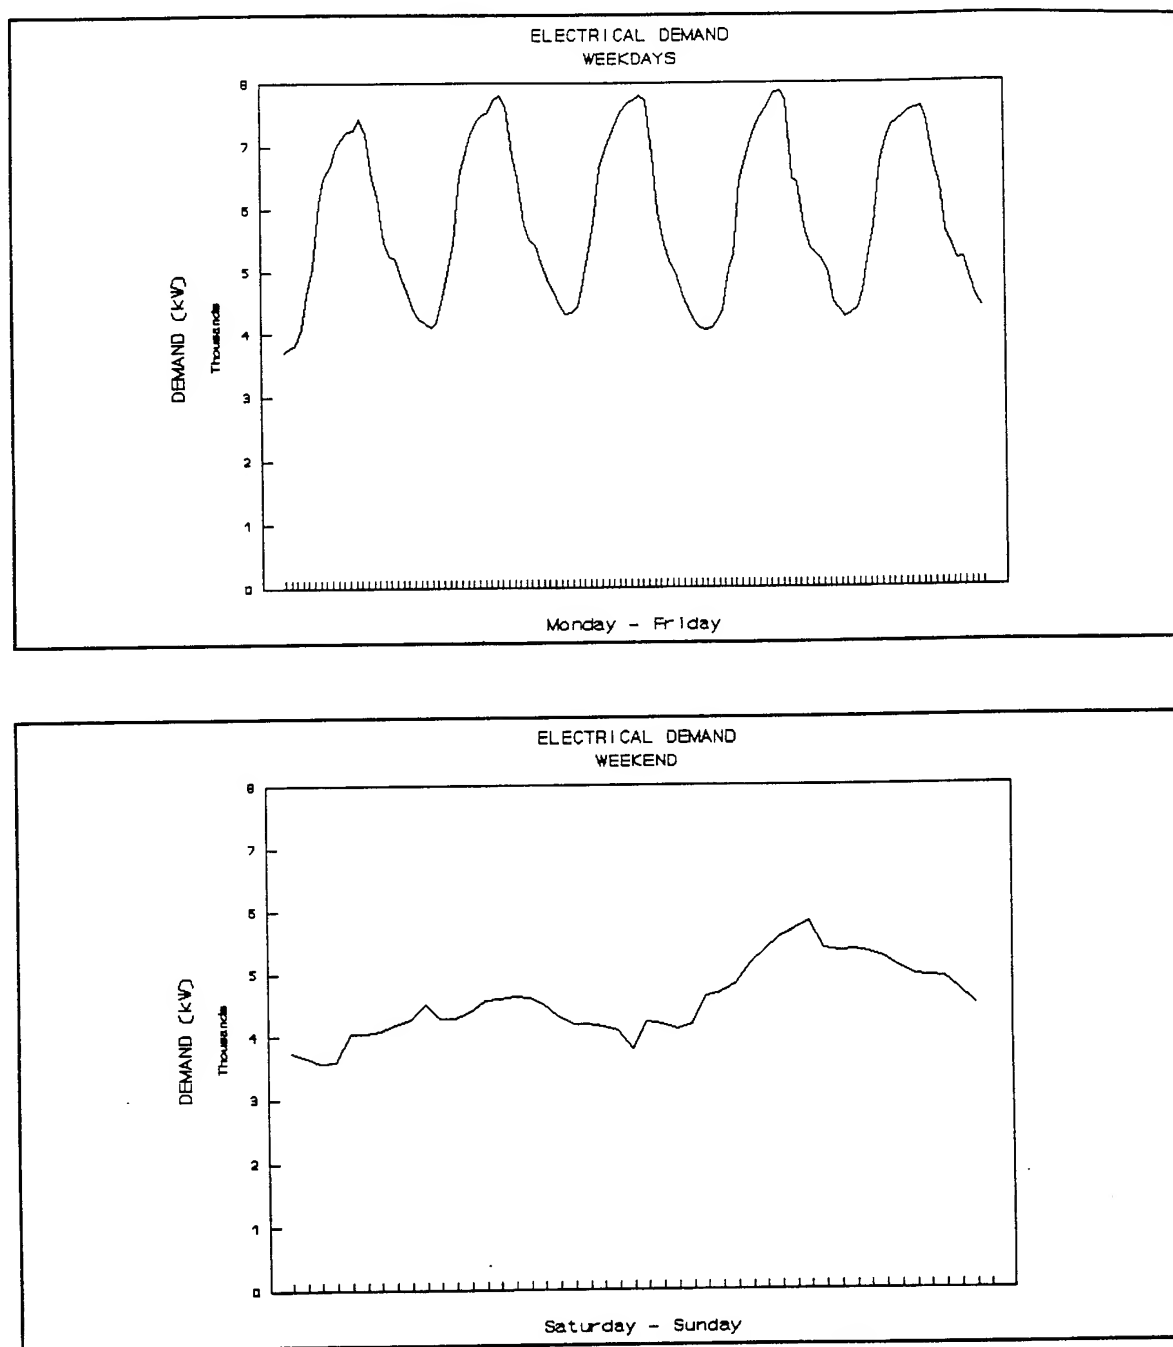 ELECTRICAL DEMAND
WEEKDAYS
8
7
6
5
4
3
2
1
0
DEMAND (kW)
Thousands
Monday - Friday
ELECTRICAL DEMAND
WEEKEND
8
7
6
5
4
3
2
1
0
DEMAND (kW)
Thousands
Saturday - Sunday